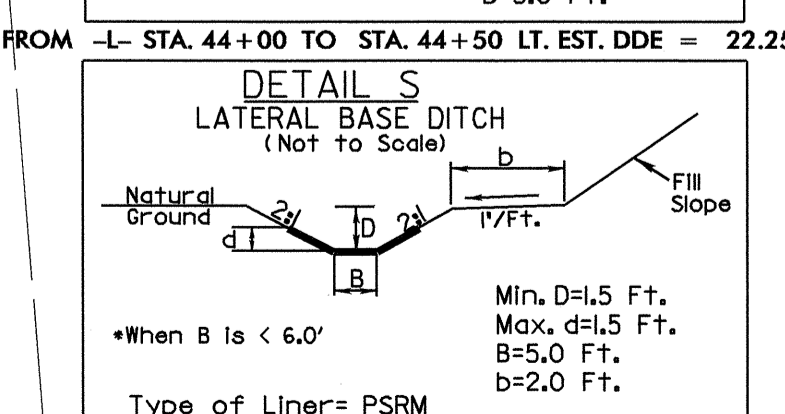 FROM -L- STA. 44+00 TO STA. 44+50 LT. EST. DDE = 22.25
DETAIL S
LATERAL BASE DITCH
(Not to Scale)
b
Natural
Ground
2:1
D
2:1
1"/Ft.
Fill
Slope
d
B
Min. D=1.5 Ft.
Max. d=1.5 Ft.
*When B is < 6.0'
B=5.0 Ft.
b=2.0 Ft.
Type of Liner= PSRM